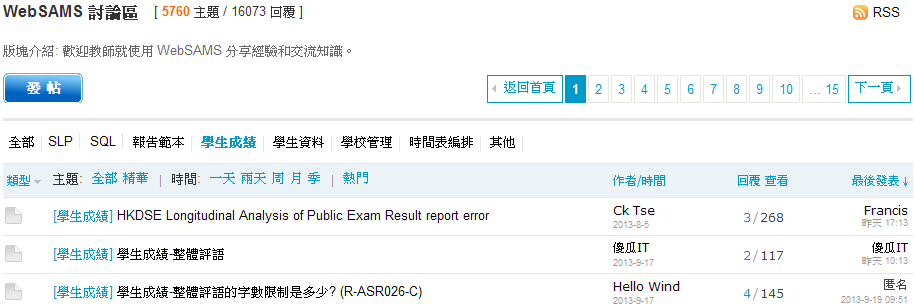 WebSAMS 討論區 [ 5760 主題 / 16073 回覆 ] RSS
版塊介紹: 歡迎教師就使用 WebSAMS 分享經驗和交流知識。
發 帖 返回首頁 1 2 3 4 5 6 7 8 9 10 ... 15 下一頁
全部 SLP SQL 報告範本 學生成績 學生資料 學校管理 時間表編排 其他
類型 主題: 全部 精華 | 時間: 一天 兩天 周 月 季 | 熱門 作者/時間 回覆 查看 最後發表↓
[學生成績] HKDSE Longitudinal Analysis of Public Exam Result report error Ck Tse 3/268 Francis
2013-8-5 昨天 17:13
[學生成績] 學生成績-整體評語 傻瓜IT 2/117 傻瓜IT
2013-9-17 昨天 10:13
[學生成績] 學生成績-整體評語的字數限制是多少? (R-ASR026-C) Hello Wind 4/145 匿名
2013-9-17 2013-9-19 09:51